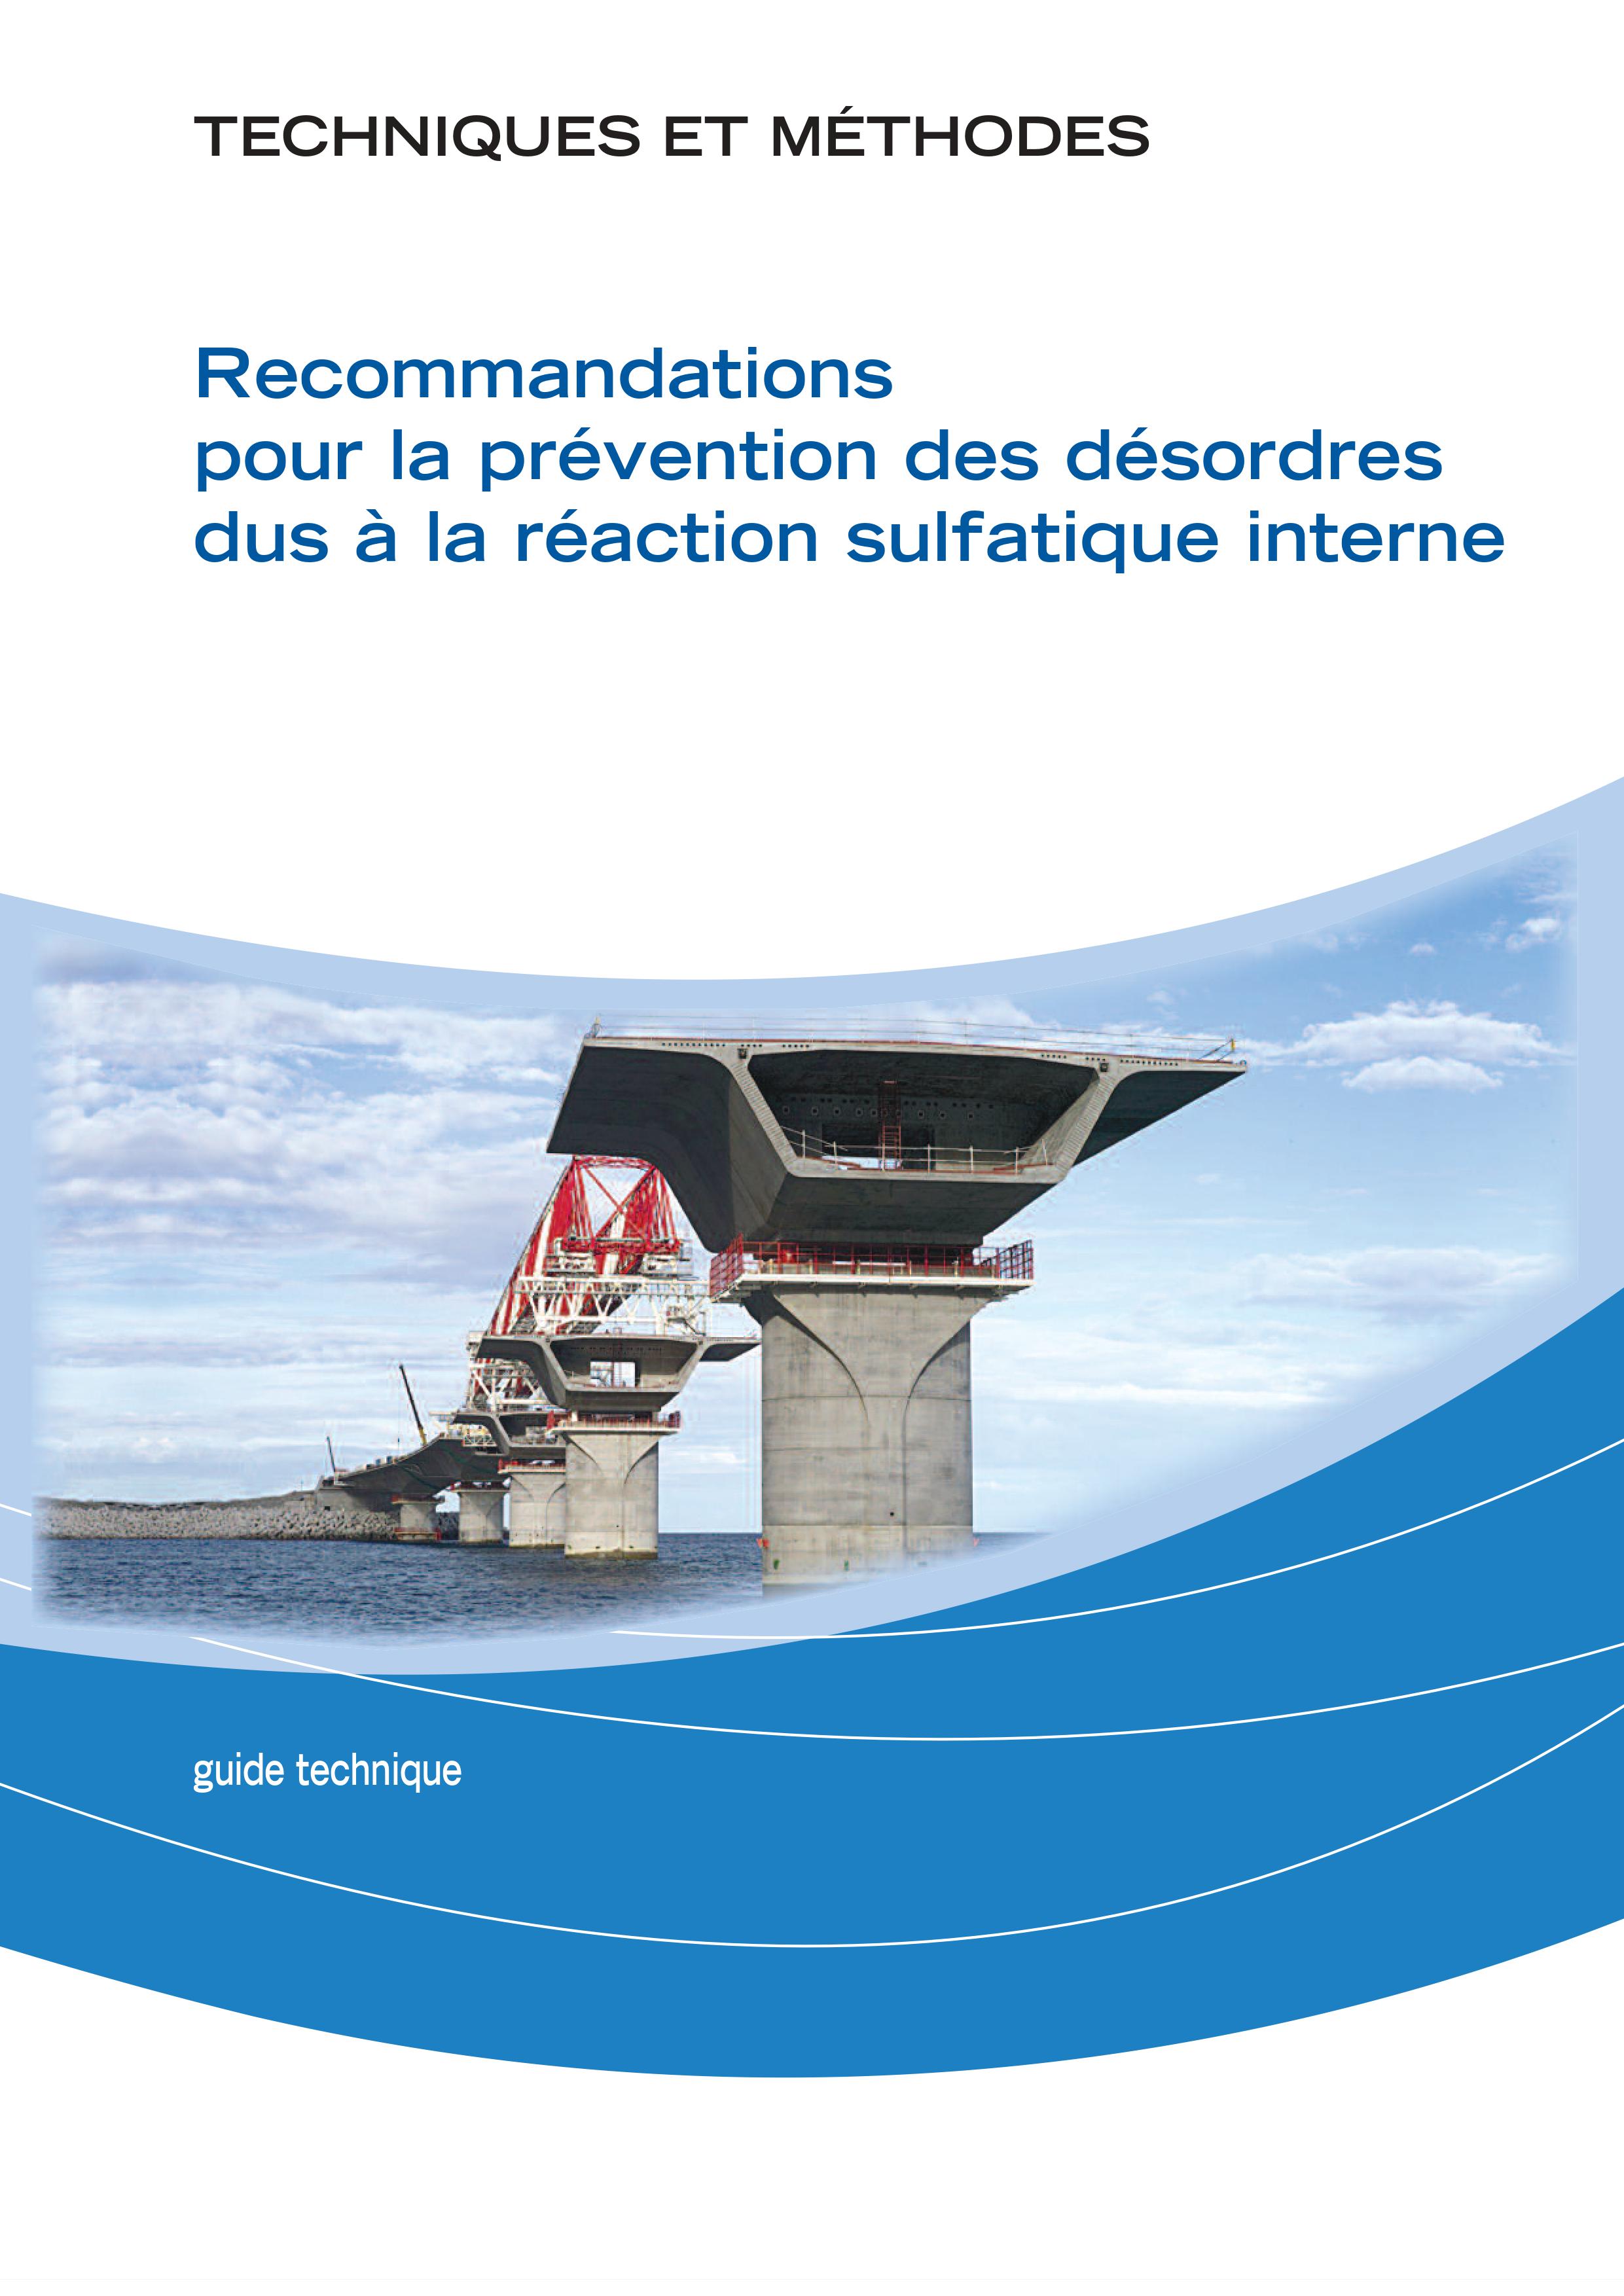 TECHNIQUES ET MÉTHODES
Recommandations
pour la prévention des désordres
dus à la réaction sulfatique interne
guide technique